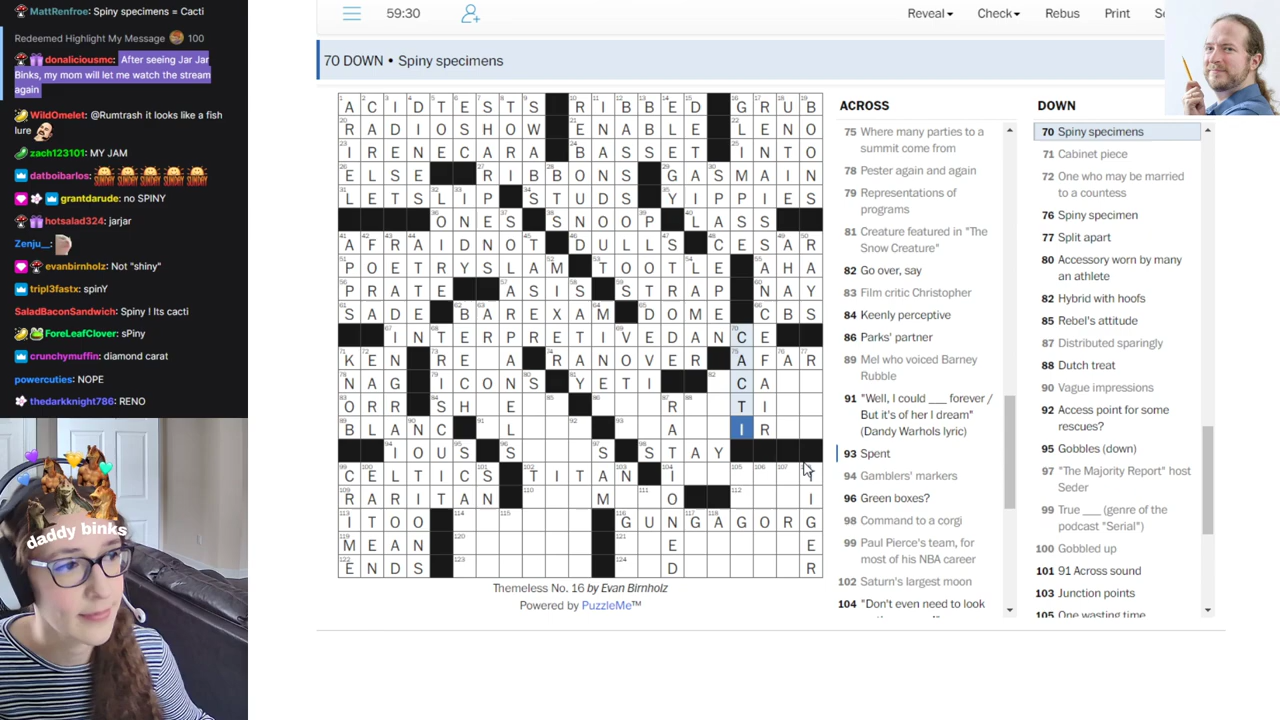 MattRenfroe: Spiny specimens = Cacti
Redeemed Highlight My Message 100
donaliciousmc: After seeing Jar Jar
Binks, my mom will let me watch the stream
again
WildOmelet: @Rumtrash it looks like a fish
lure
zach123101: MY JAM
datboibarlos: SUNDAY SUNDAY SUNDAY SUNDAY SUNDAY
grantdarude: no SPINY
hotsalad324: jarjar
Zenju__:
evanbirnholz: Not "shiny"
tripl3fastx: spinY
SaladBaconSandwich: Spiny ! Its cacti
ForeLeafClover: sPiny
crunchymuffin: diamond carat
powercuties: NOPE
thedarkknight786: RENO
daddy binks
59:30
Reveal Check Rebus Print Se
70 DOWN • Spiny specimens
A C I D T E S T S R I B B E D G R U B
R A D I O S H O W E N A B L E L E N O
I R E N E C A R A B A S S E T I N T O
E L S E R I B B O N S G A S M A I N
L E T S L I P S T U D S Y I P P I E S
O N E S S N O O P L A S S
A F R A I D N O T D U L L S C E S A R
P O E T R Y S L A M T O O T L E A H A
P R A T E A S I S S T R A P N A Y
S A D E B A R E X A M D O M E C B S
I N T E R P R E T I V E D A N C E
K E N R E A R A N O V E R A F A R
N A G I C O N S Y E T I C A
O R R S H E R T I
B L A N C L A I R
I O U S S S T A Y
C E L T I C S T I T A N I T
R A R I T A N M O I
I T O O G U N G A G O R G
M E A N E E
E N D S D R
Themeless No. 16 by Evan Birnholz
Powered by PuzzleMe™
ACROSS
75 Where many parties to a
summit come from
78 Pester again and again
79 Representations of
programs
81 Creature featured in "The
Snow Creature"
82 Go over, say
83 Film critic Christopher
84 Keenly perceptive
86 Parks' partner
89 Mel who voiced Barney
Rubble
91 "Well, I could ___ forever /
But it's of her I dream"
(Dandy Warhols lyric)
93 Spent
94 Gamblers' markers
96 Green boxes?
98 Command to a corgi
99 Paul Pierce's team, for
most of his NBA career
102 Saturn's largest moon
104 "Don't even need to look
DOWN
70 Spiny specimens
71 Cabinet piece
72 One who may be married
to a countess
76 Spiny specimen
77 Split apart
80 Accessory worn by many
an athlete
82 Hybrid with hoofs
85 Rebel's attitude
87 Distributed sparingly
88 Dutch treat
90 Vague impressions
92 Access point for some
rescues?
95 Gobbles (down)
97 "The Majority Report" host
Seder
99 True ___ (genre of the
podcast "Serial")
100 Gobbled up
101 91 Across sound
103 Junction points
105 One wasting time